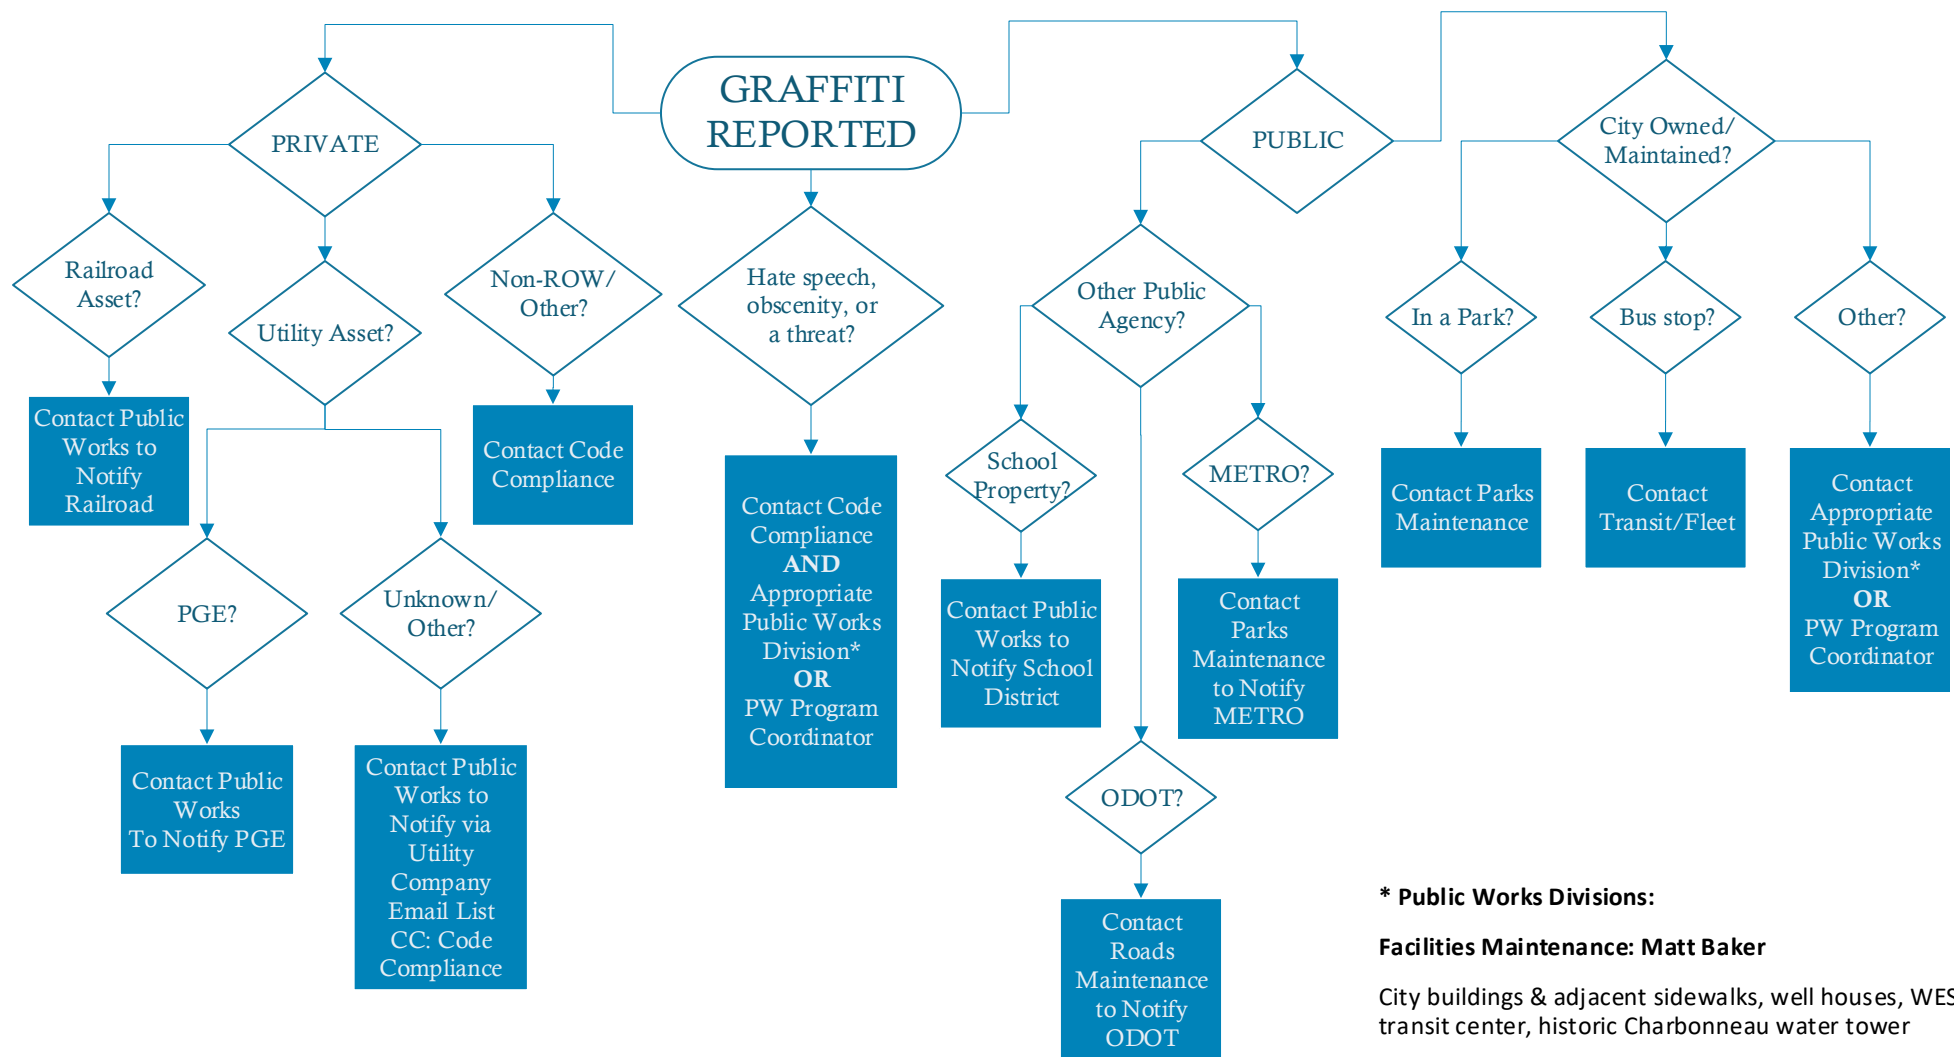 GRAFFITI
REPORTED
PRIVATE
PUBLIC
City Owned/
Maintained?
Railroad
Asset?
Utility Asset?
Non-ROW/
Other?
Hate speech,
obscenity, or
a threat?
Other Public
Agency?
In a Park?
Bus stop?
Other?
Contact Public
Works to
Notify
Railroad
Contact Code
Compliance
School
Property?
METRO?
Contact Parks
Maintenance
Contact
Transit/Fleet
Contact
Appropriate
Public Works
Division*
OR
PW Program
Coordinator
Contact Code
Compliance
AND
Appropriate
Public Works
Division*
OR
PW Program
Coordinator
PGE?
Unknown/
Other?
Contact Public
Works to
Notify School
District
Contact
Parks
Maintenance
to Notify
METRO
Contact Public
Works
To Notify PGE
Contact Public
Works to
Notify via
Utility
Company
Email List
CC: Code
Compliance
ODOT?
Contact
Roads
Maintenance
to Notify
ODOT
* Public Works Divisions:
Facilities Maintenance: Matt Baker
City buildings & adjacent sidewalks, well houses, WES
transit center, historic Charbonneau water tower